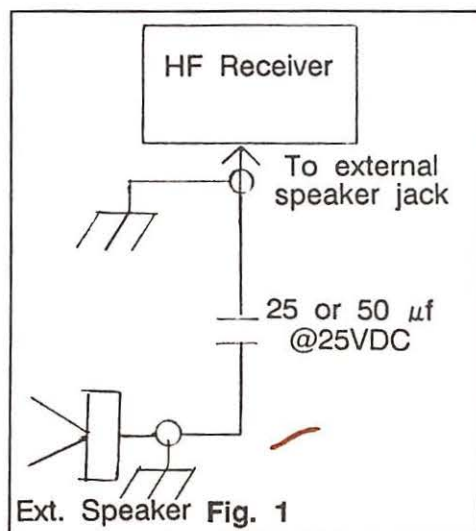 HF Receiver
To external
speaker jack
25 or 50 µf
@25VDC
Ext. Speaker Fig. 1